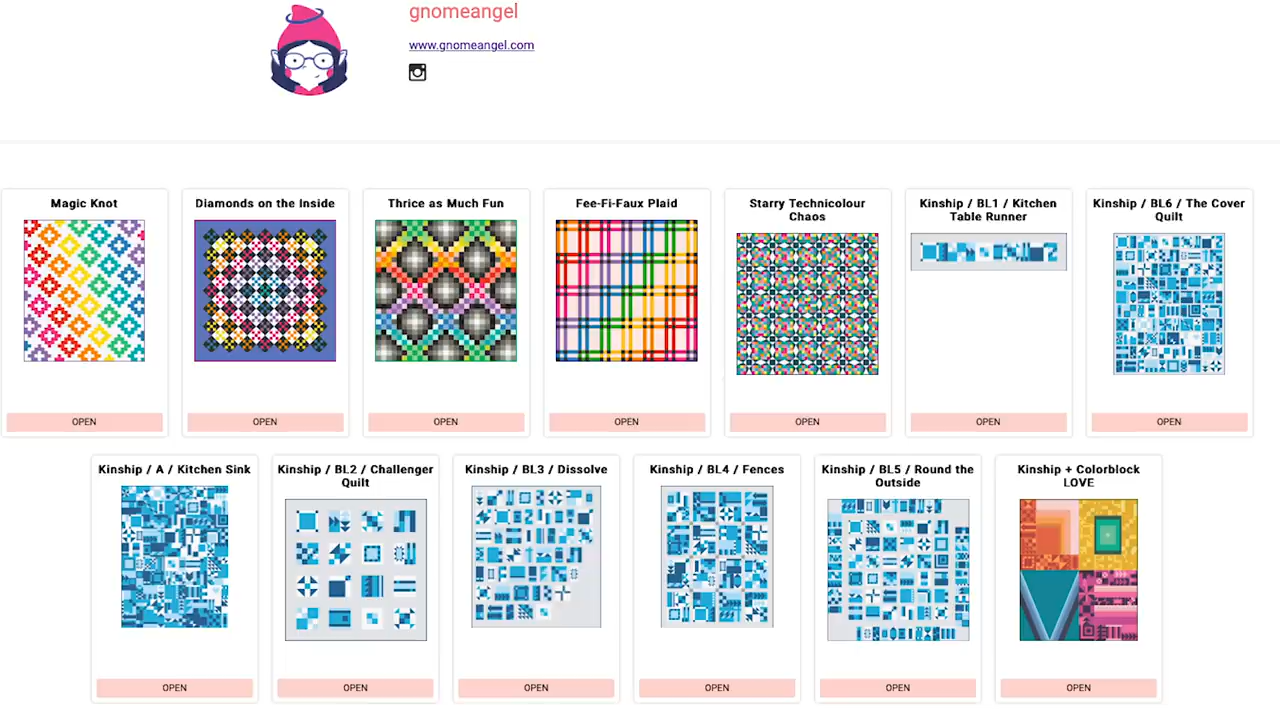 gnomeangel
www.gnomeangel.com
Magic Knot
OPEN
Diamonds on the Inside
OPEN
Thrice as Much Fun
OPEN
Fee-Fi-Faux Plaid
OPEN
Starry Technicolour
Chaos
OPEN
Kinship / BL1 / Kitchen
Table Runner
OPEN
Kinship / BL6 / The Cover
Quilt
OPEN
Kinship / A / Kitchen Sink
OPEN
Kinship / BL2 / Challenger
Quilt
OPEN
Kinship / BL3 / Dissolve
OPEN
Kinship / BL4 / Fences
OPEN
Kinship / BL5 / Round the
Outside
OPEN
Kinship + Colorblock
LOVE
OPEN